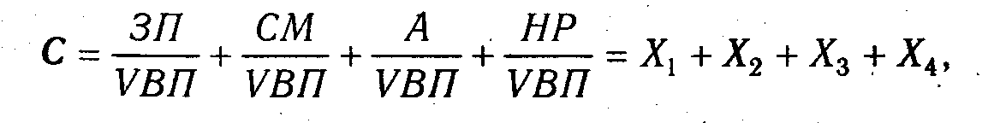 C = ЗП/VВП + СМ/VВП + А/VВП + НР/VВП = X₁ + X₂ + X₃ + X₄,